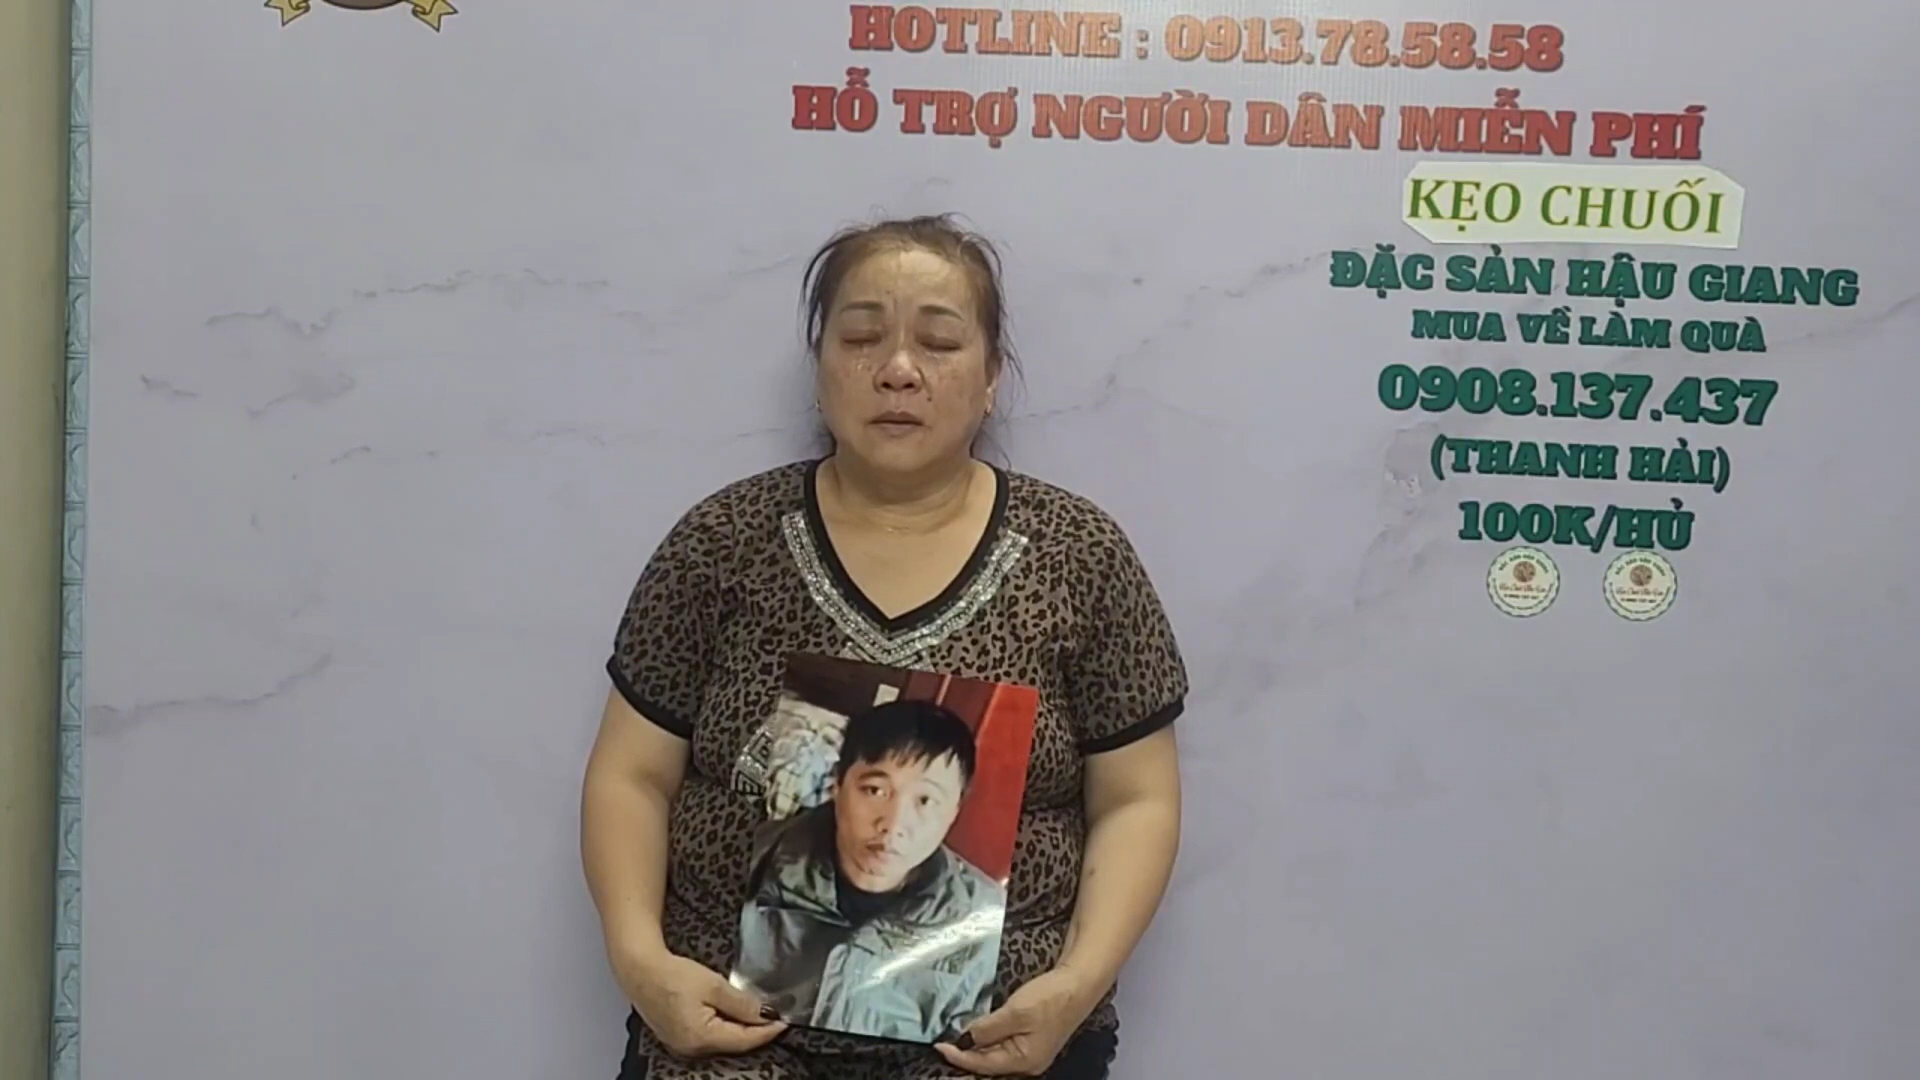 HOTLINE : 0913.78.58.58
HỖ TRỢ NGƯỜI DÂN MIỄN PHÍ
KẸO CHUỐI
ĐẶC SẢN HẬU GIANG
MUA VỀ LÀM QUÀ
0908.137.437
(THANH HẢI)
100K/HỦ